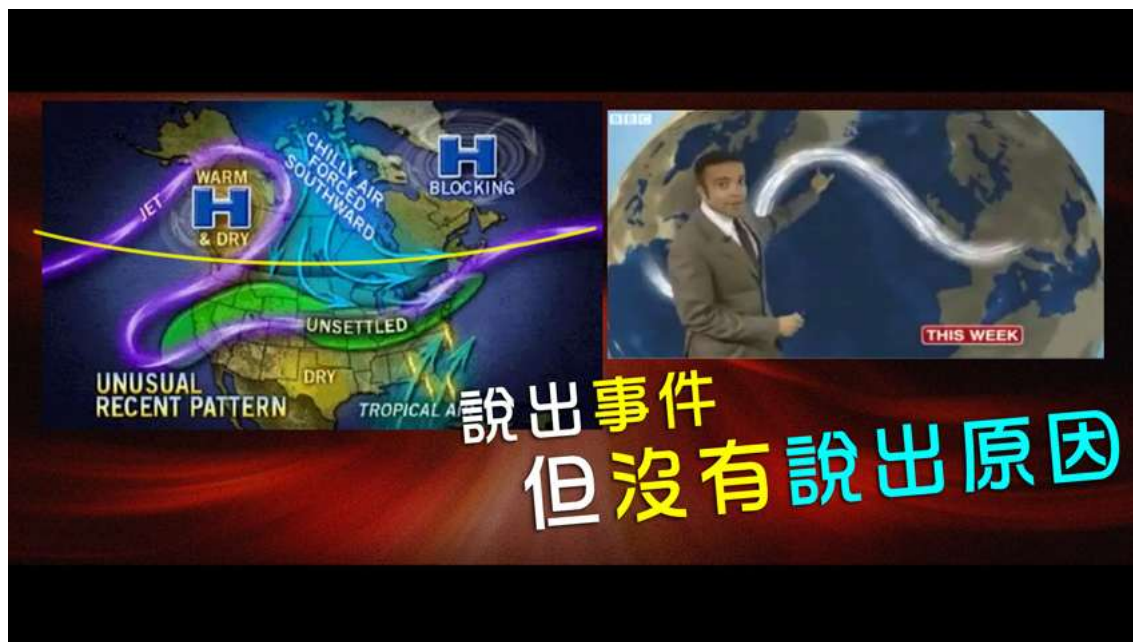 CHILLY AIR
FORCED
SOUTHWARD
H
BLOCKING
WARM
H
& DRY
JET
UNSETTLED
DRY
UNUSUAL
RECENT PATTERN
TROPICAL
BBC
THIS WEEK
說出事件
但沒有說出原因